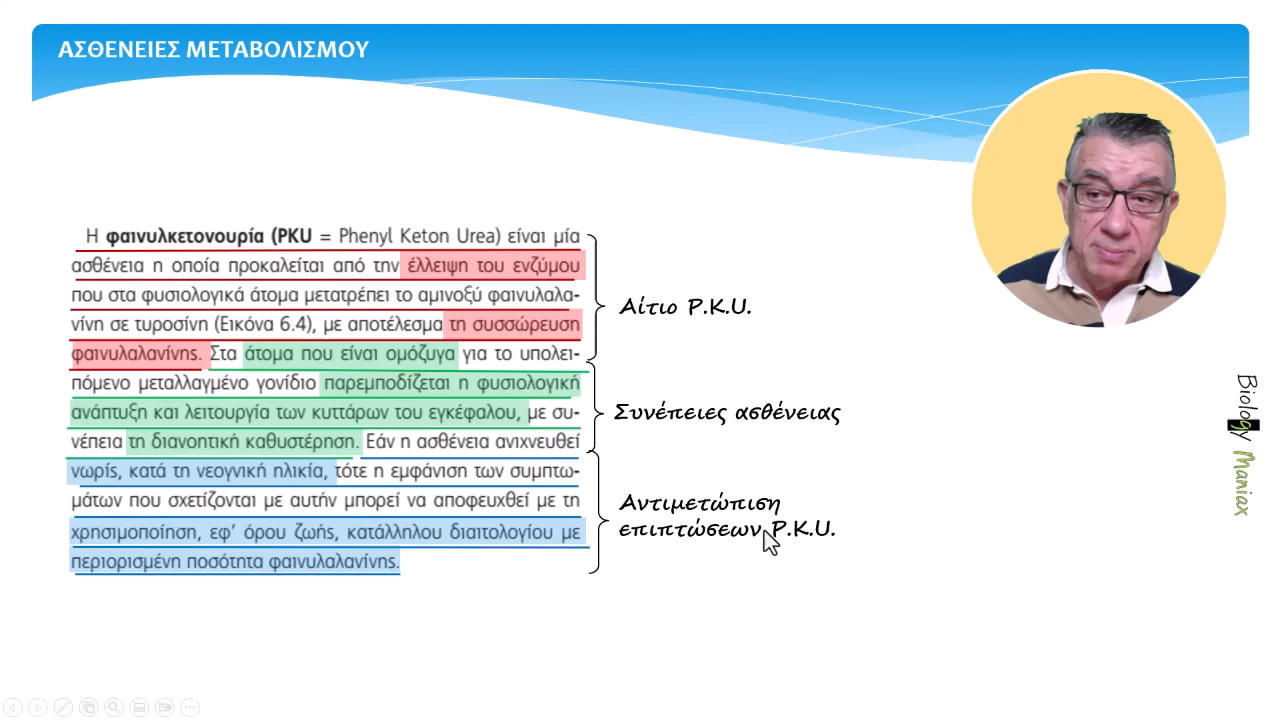 ΑΣΘΕΝΕΙΕΣ ΜΕΤΑΒΟΛΙΣΜΟΥ
Η φαινυλκετονουρία (PKU = Phenyl Keton Urea) είναι μία
ασθένεια η οποία προκαλείται από την έλλειψη του ενζύμου
που στα φυσιολογικά άτομα μετατρέπει το αμινοξύ φαινυλαλα-
νίνη σε τυροσίνη (Εικόνα 6.4), με αποτέλεσμα τη συσσώρευση
φαινυλαλανίνης. Στα άτομα που είναι ομόζυγα για το υπολει-
πόμενο μεταλλαγμένο γονίδιο παρεμποδίζεται η φυσιολογική
ανάπτυξη και λειτουργία των κυττάρων του εγκεφάλου, με συ-
νέπεια τη διανοητική καθυστέρηση. Εάν η ασθένεια ανιχνευθεί
νωρίς, κατά τη νεογνική ηλικία, τότε η εμφάνιση των συμπτω-
μάτων που σχετίζονται με αυτήν μπορεί να αποφευχθεί με τη
χρησιμοποίηση, εφ' όρου ζωής, κατάλληλου διαιτολογίου με
περιορισμένη ποσότητα φαινυλαλανίνης.
Αίτιο P.K.U.
Συνέπειες ασθένειας
Αντιμετώπιση
επιπτώσεων P.K.U.
Biology Maniax